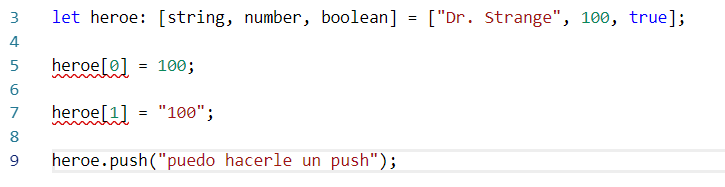 3 let heroe: [string, number, boolean] = ["Dr. Strange", 100, true];
4
5 heroe[0] = 100;
6
7 heroe[1] = "100";
8
9 heroe.push("puedo hacerle un push");